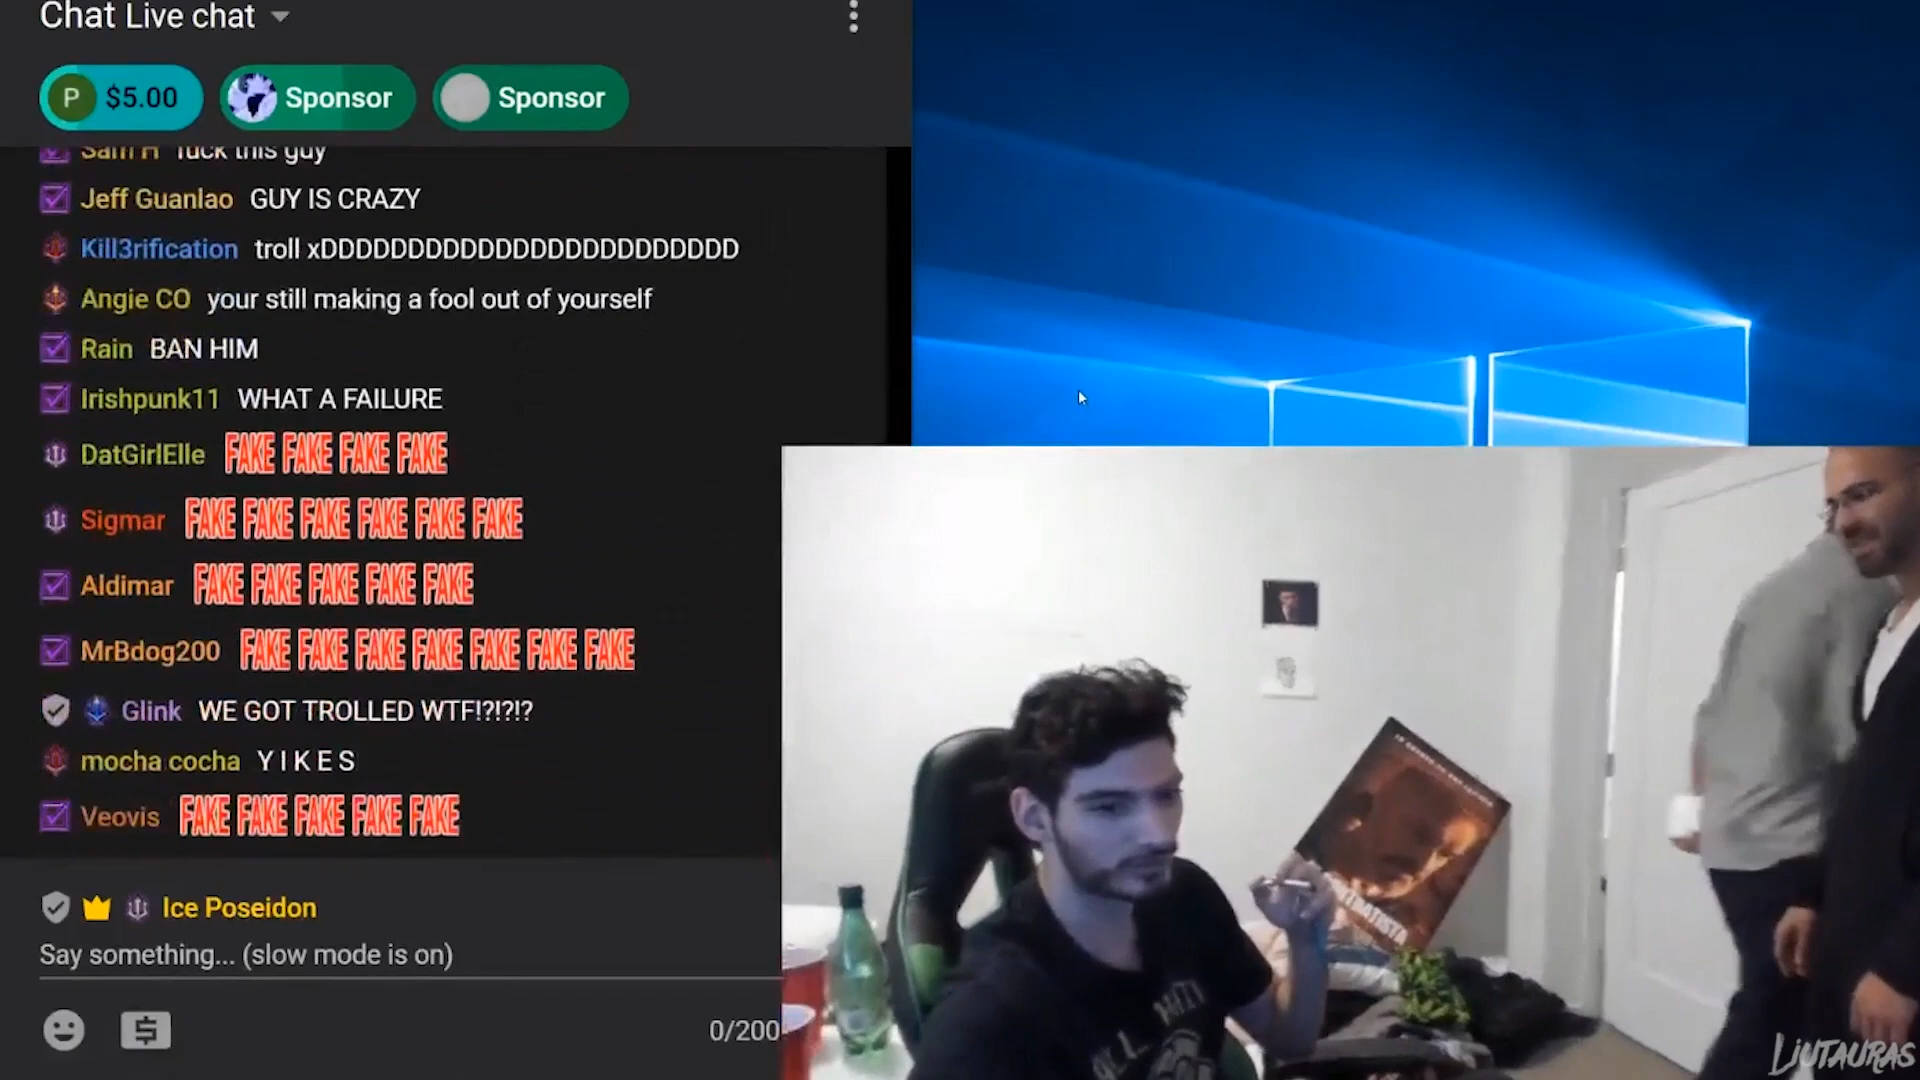 Chat Live chat
P $5.00 Sponsor Sponsor
Sam H fuck this guy
Jeff Guanlao GUY IS CRAZY
Kill3rification troll xDDDDDDDDDDDDDDDDDDDDDDDD
Angie CO your still making a fool out of yourself
Rain BAN HIM
Irishpunk11 WHAT A FAILURE
DatGirlElle FAKE FAKE FAKE FAKE
Sigmar FAKE FAKE FAKE FAKE FAKE FAKE
Aldimar FAKE FAKE FAKE FAKE FAKE
MrBdog200 FAKE FAKE FAKE FAKE FAKE FAKE FAKE
Glink WE GOT TROLLED WTF!?!?!?
mocha cocha Y I K E S
Veovis FAKE FAKE FAKE FAKE FAKE
Ice Poseidon
Say something... (slow mode is on)
0/200
LIUTAURAS